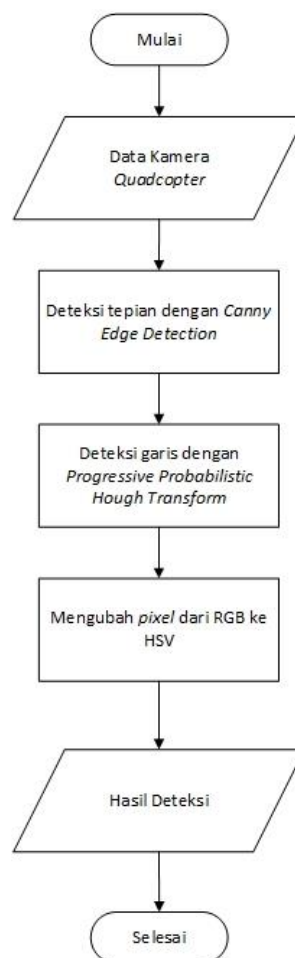 Mulai
Data Kamera
Quadcopter
Deteksi tepian dengan Canny
Edge Detection
Deteksi garis dengan
Progressive Probabilistic
Hough Transform
Mengubah pixel dari RGB ke
HSV
Hasil Deteksi
Selesai